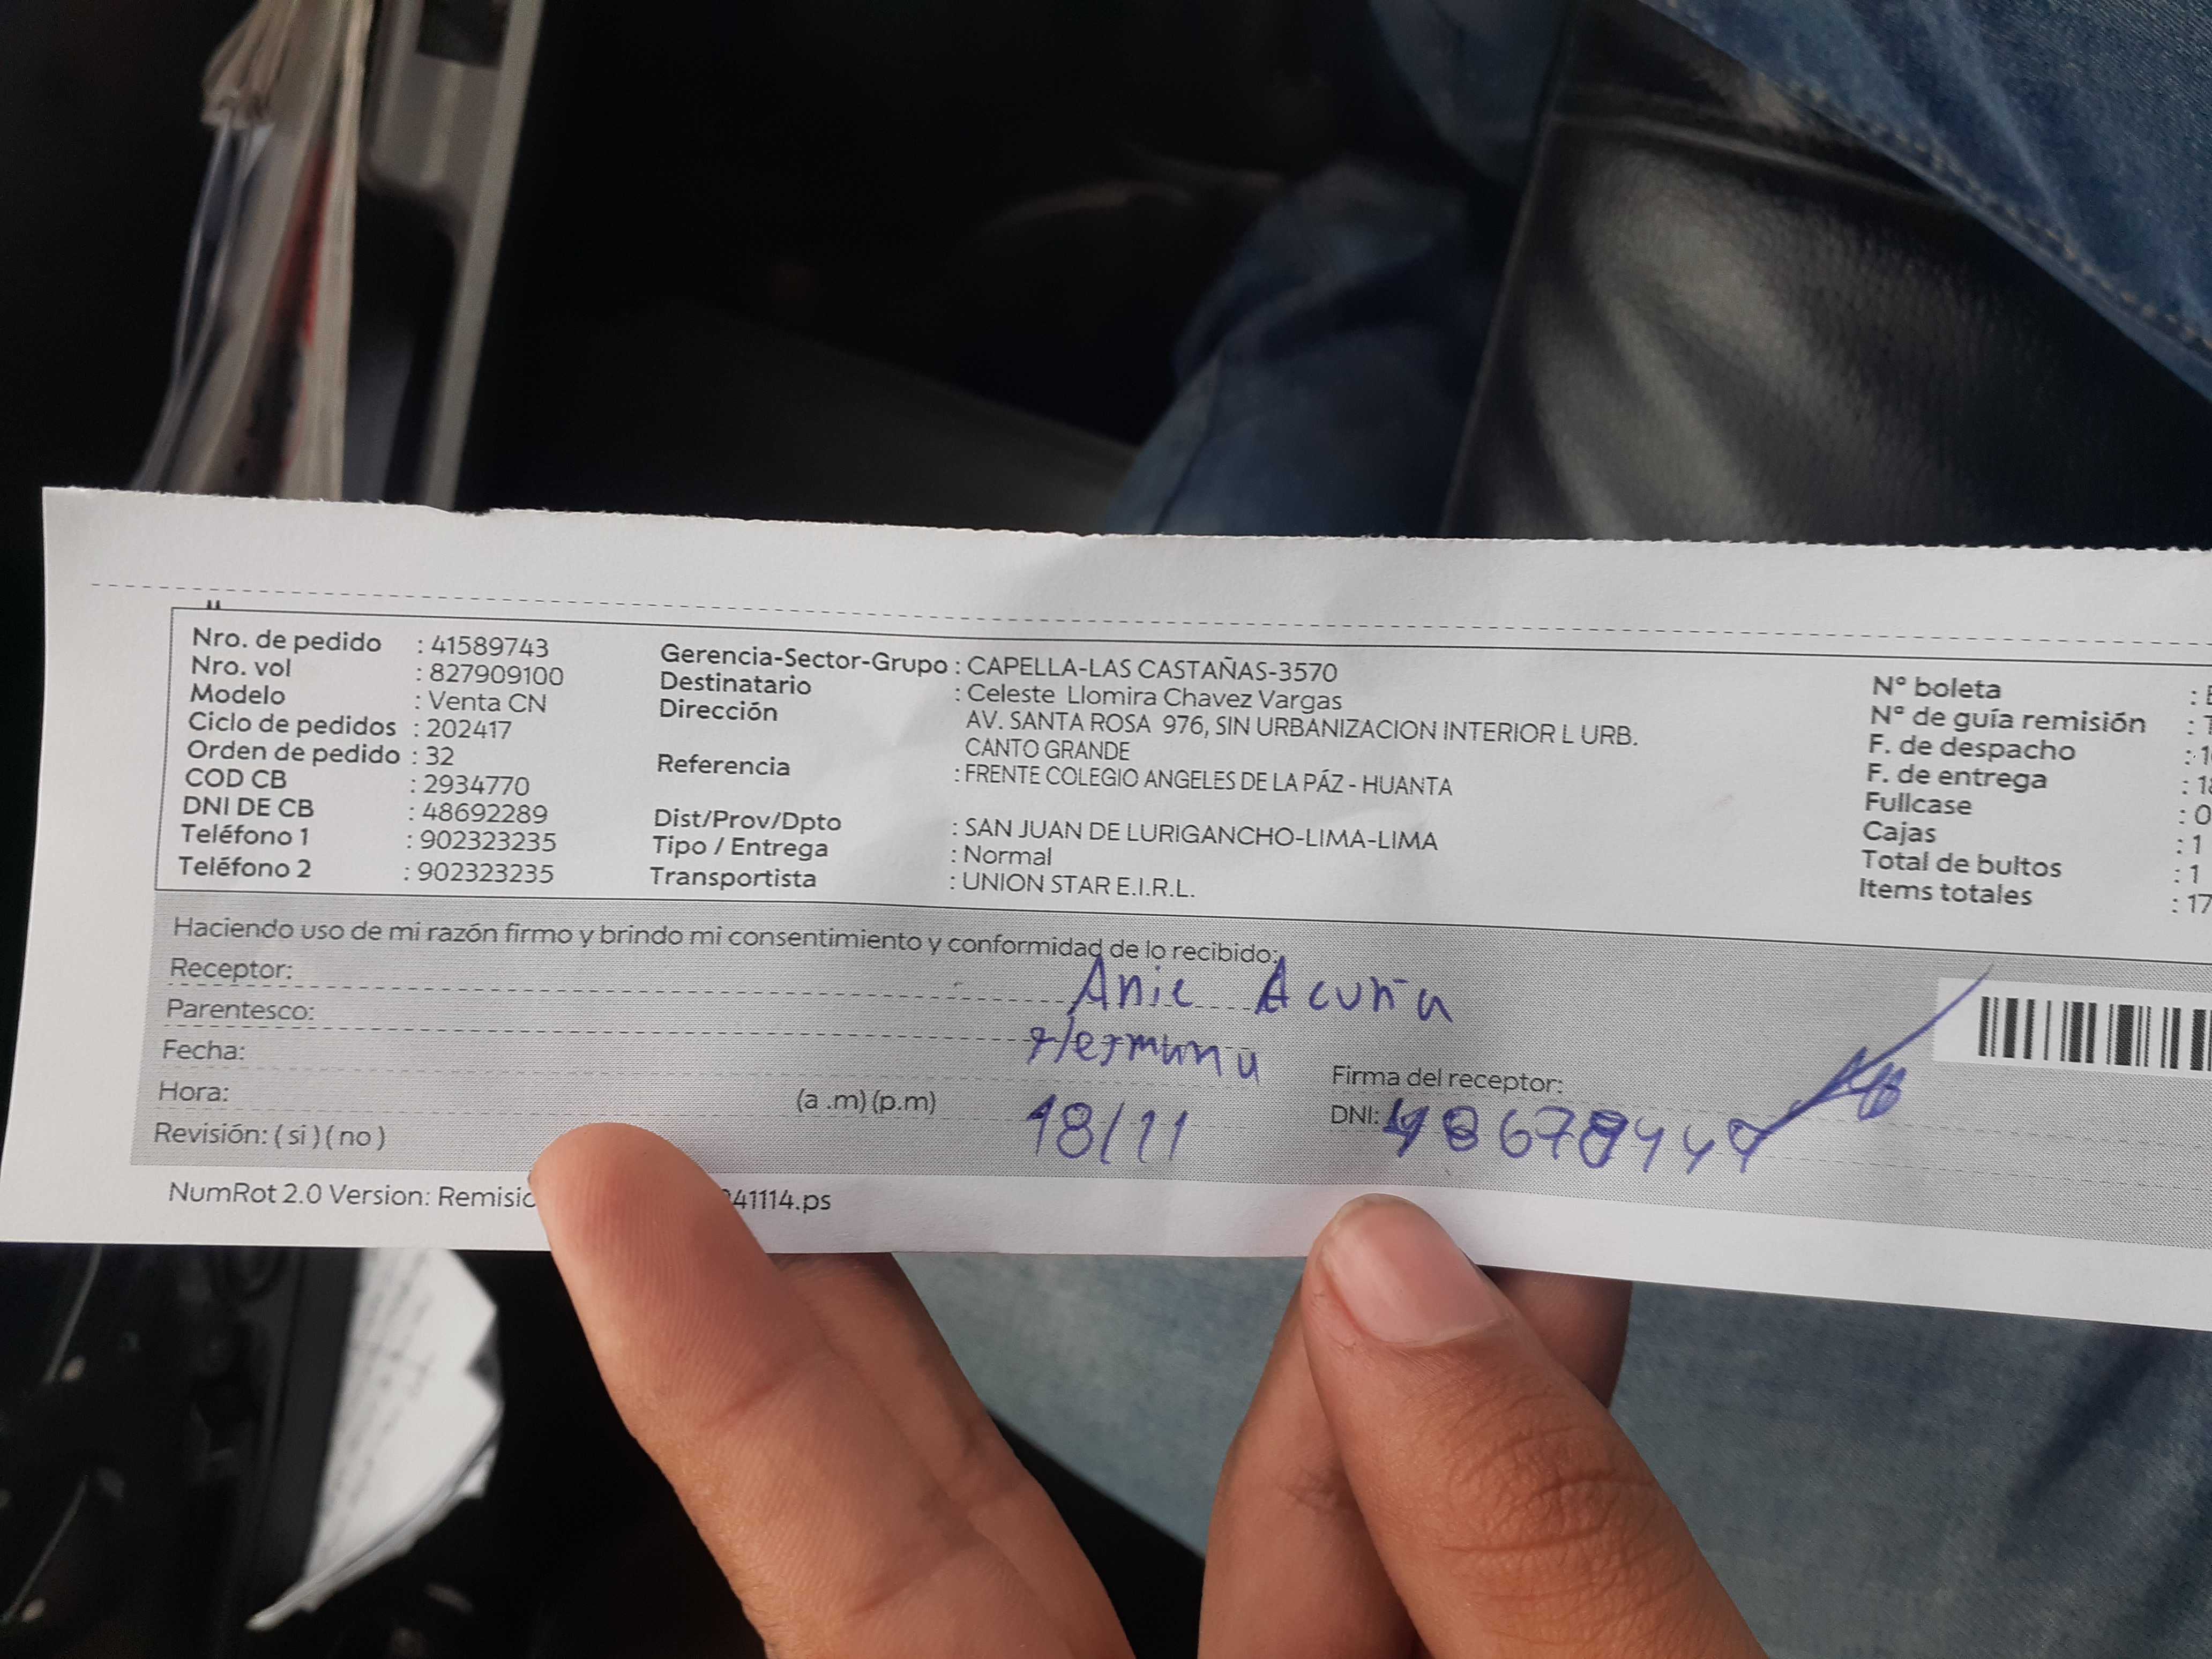 Nro. de pedido : 41589743
Nro. vol : 827909100
Modelo : Venta CN
Ciclo de pedidos : 202417
Orden de pedido : 32
COD CB : 2934770
DNI DE CB : 48692289
Teléfono 1 : 902323235
Teléfono 2 : 902323235
Gerencia-Sector-Grupo : CAPELLA-LAS CASTAÑAS-3570
Destinatario : Celeste Llomira Chavez Vargas
Dirección AV. SANTA ROSA 976, SIN URBANIZACION INTERIOR L URB.
CANTO GRANDE
Referencia : FRENTE COLEGIO ANGELES DE LA PÁZ - HUANTA
Dist/Prov/Dpto : SAN JUAN DE LURIGANCHO-LIMA-LIMA
Tipo / Entrega : Normal
Transportista : UNION STAR E.I.R.L.
N° boleta :
N° de guía remisión :
F. de despacho :
F. de entrega :
Fullcase : 0
Cajas : 1
Total de bultos : 1
Items totales : 17
Haciendo uso de mi razón firmo y brindo mi consentimiento y conformidad de lo recibido:
Receptor: Anie Acuña
Parentesco: Hermana
Fecha: 18/11
Hora: (a .m) (p.m)
Revisión: ( si ) ( no )
Firma del receptor:
DNI:
NumRot 2.0 Version: 41114.ps